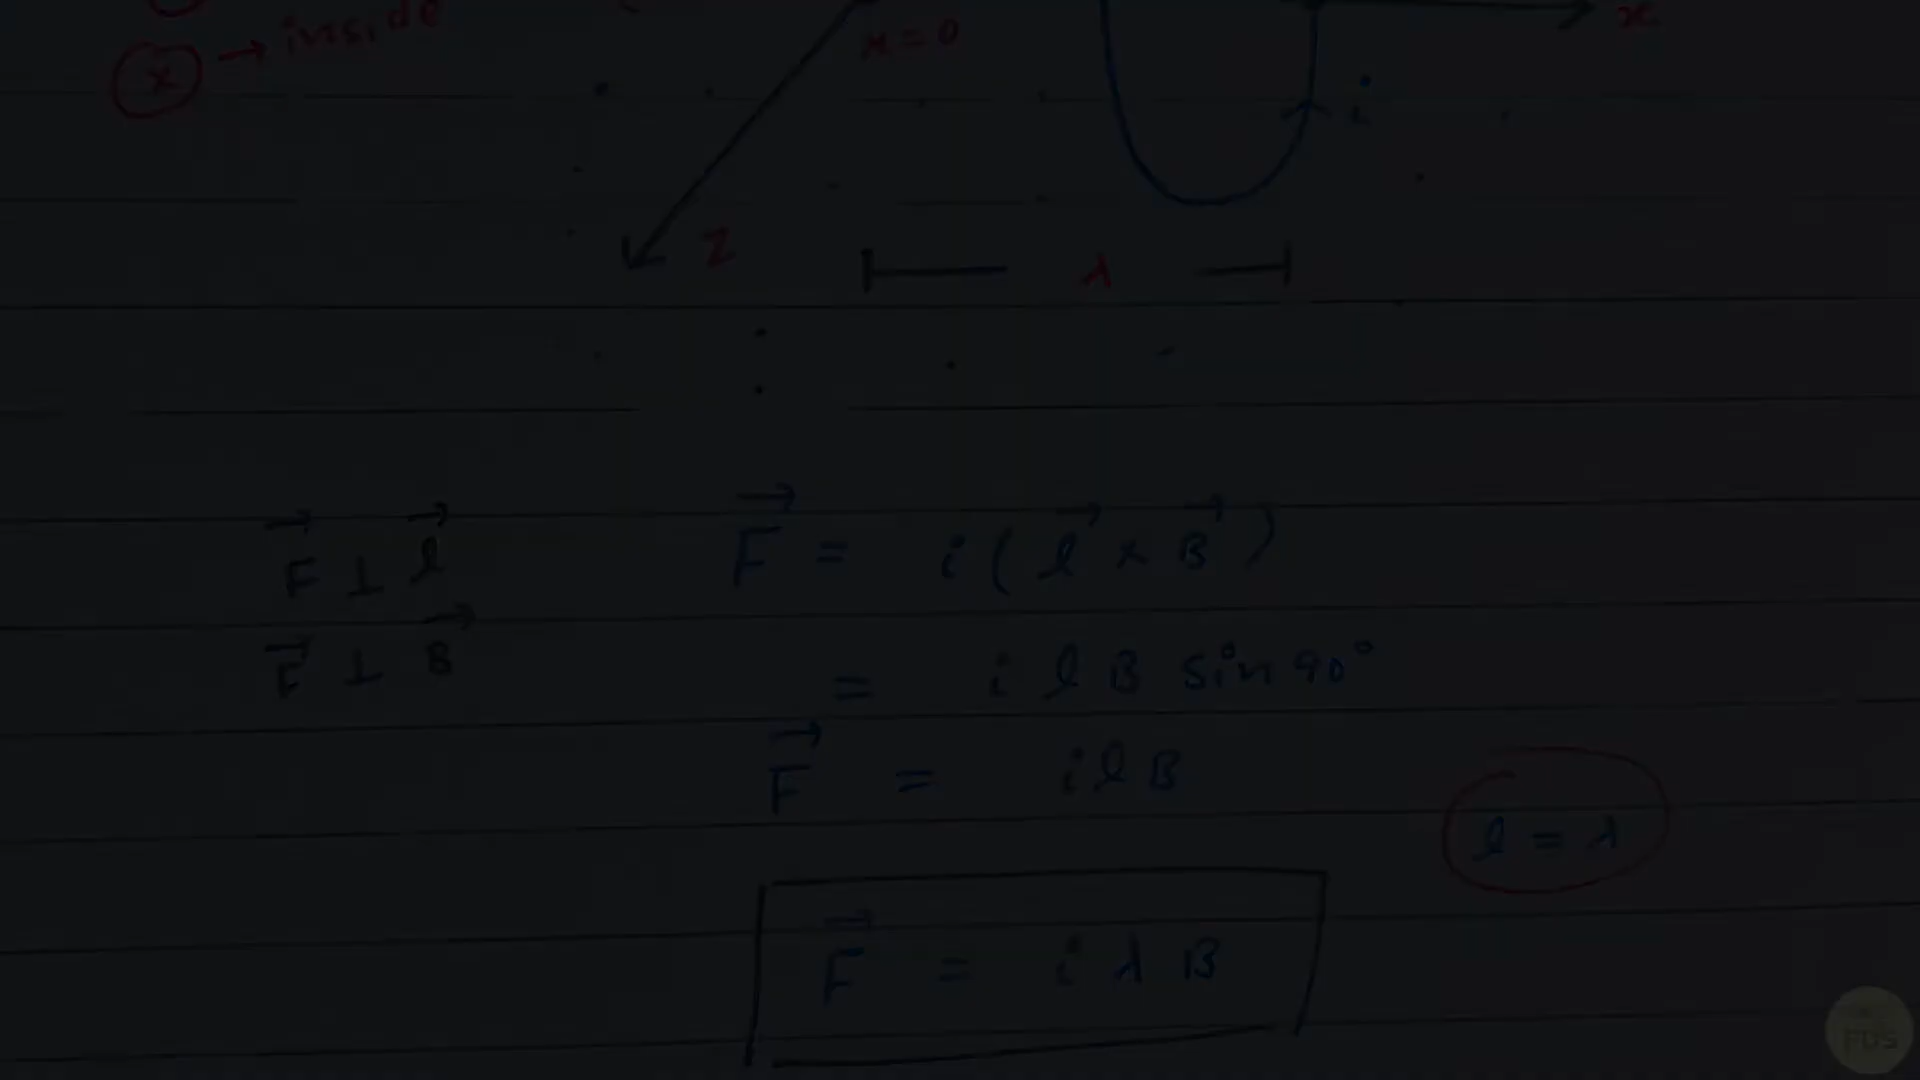 x → inside
x = 0
x
i
Z
λ
F⃗ ⊥ l⃗
F⃗ = i ( l⃗ × B⃗ )
F⃗ ⊥ B⃗
= i l B sin 90°
F⃗ = i l B
l = λ
F⃗ = i λ B